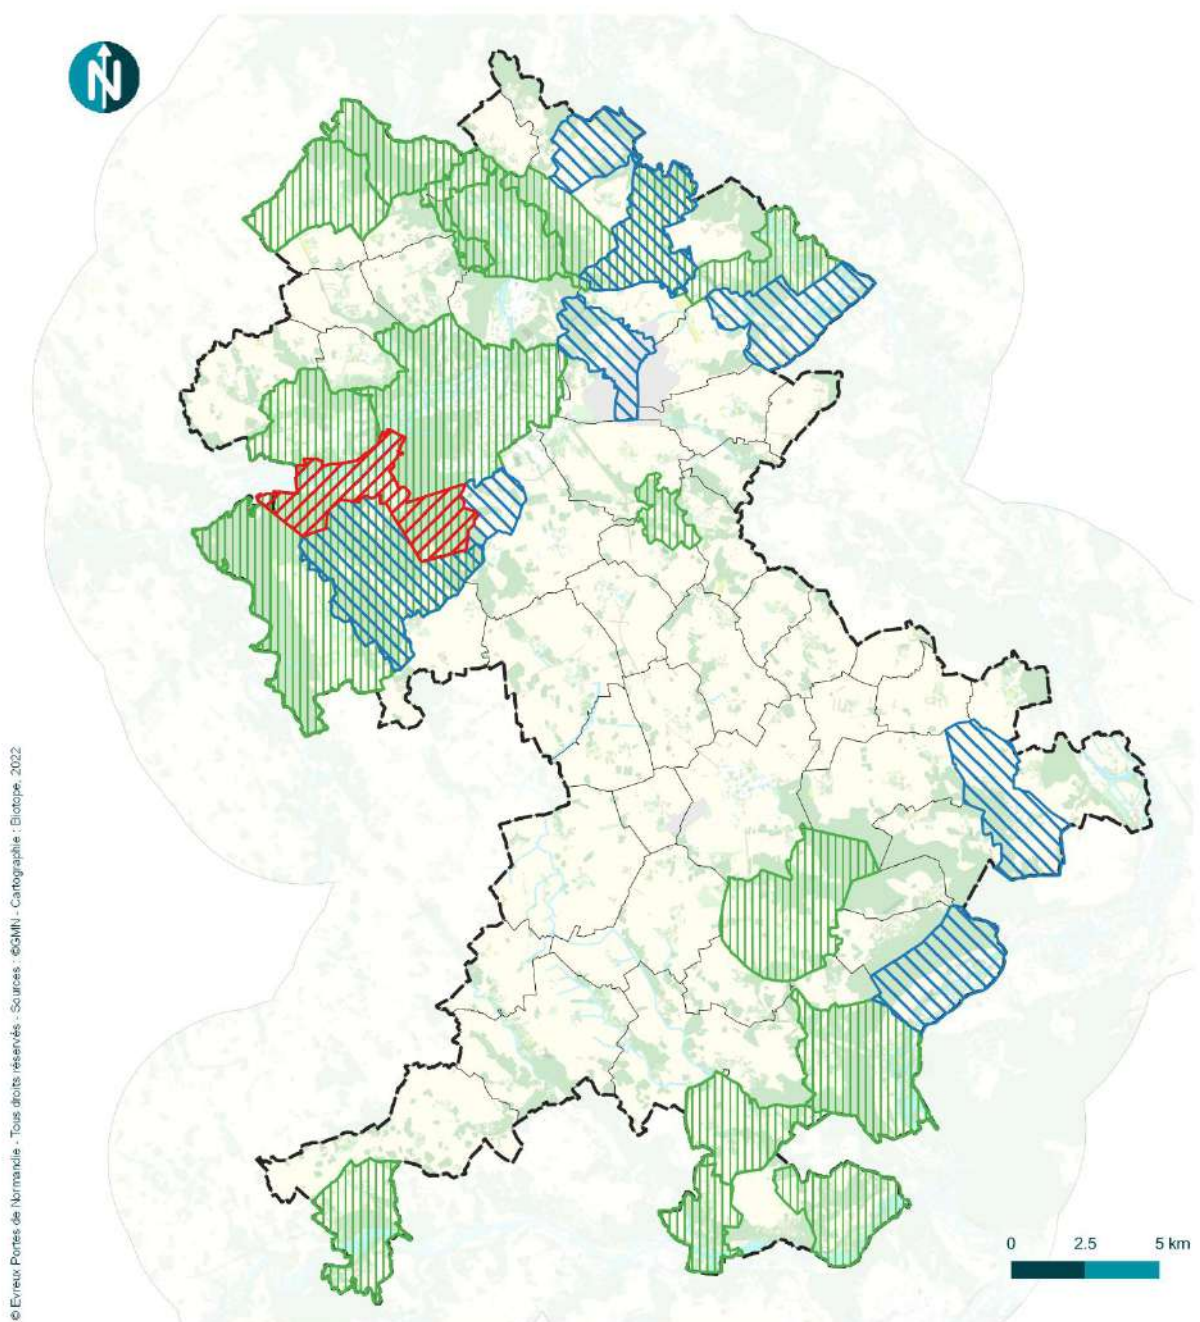 N
© Evreux Portes de Normandie - Tous droits réservés - Sources : ©GMN - Cartographie : Biotope, 2022
0 2.5 5 km